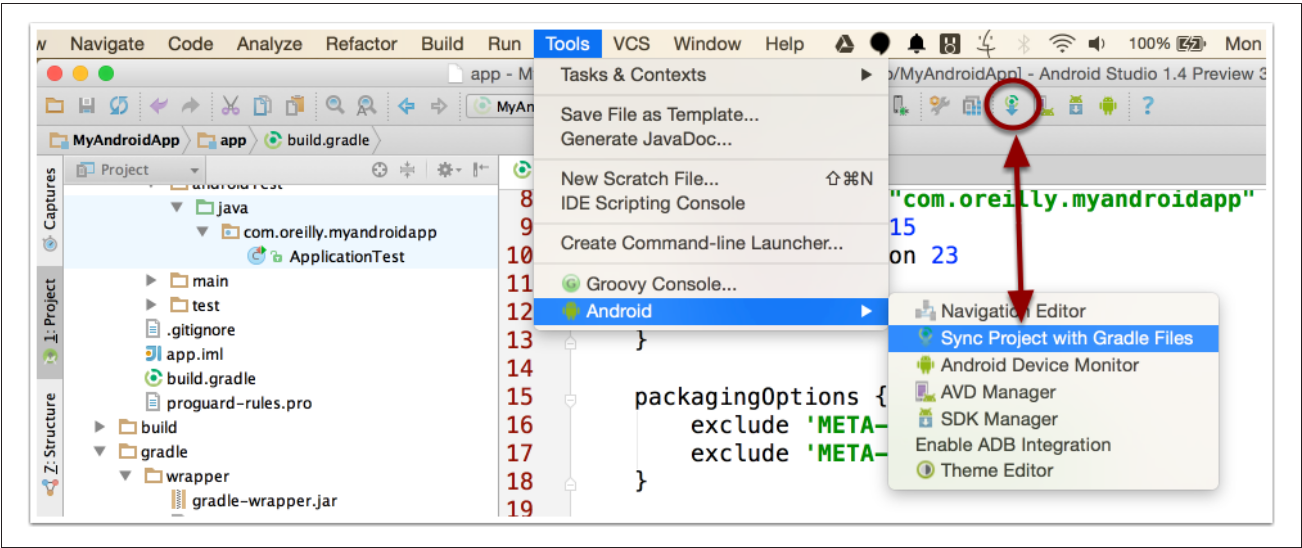 w Navigate Code Analyze Refactor Build Run Tools VCS Window Help 100% Mon
app - M
o/MyAndroidApp] - Android Studio 1.4 Preview 3
MyAn
MyAndroidApp app build.gradle
Project
Captures
1: Project
Z: Structure
androidTest
java
com.oreilly.myandroidapp
ApplicationTest
main
test
.gitignore
app.iml
build.gradle
proguard-rules.pro
build
gradle
wrapper
gradle-wrapper.jar
Tasks & Contexts
Save File as Template...
Generate JavaDoc...
New Scratch File... ⇧⌘N
IDE Scripting Console
Create Command-line Launcher...
Groovy Console...
Android
Navigation Editor
Sync Project with Gradle Files
Android Device Monitor
AVD Manager
SDK Manager
Enable ADB Integration
Theme Editor
8 "com.oreilly.myandroidapp"
9 15
10 on 23
11
12
13 }
14
15 packagingOptions {
16 exclude 'META-
17 exclude 'META-
18 }
19